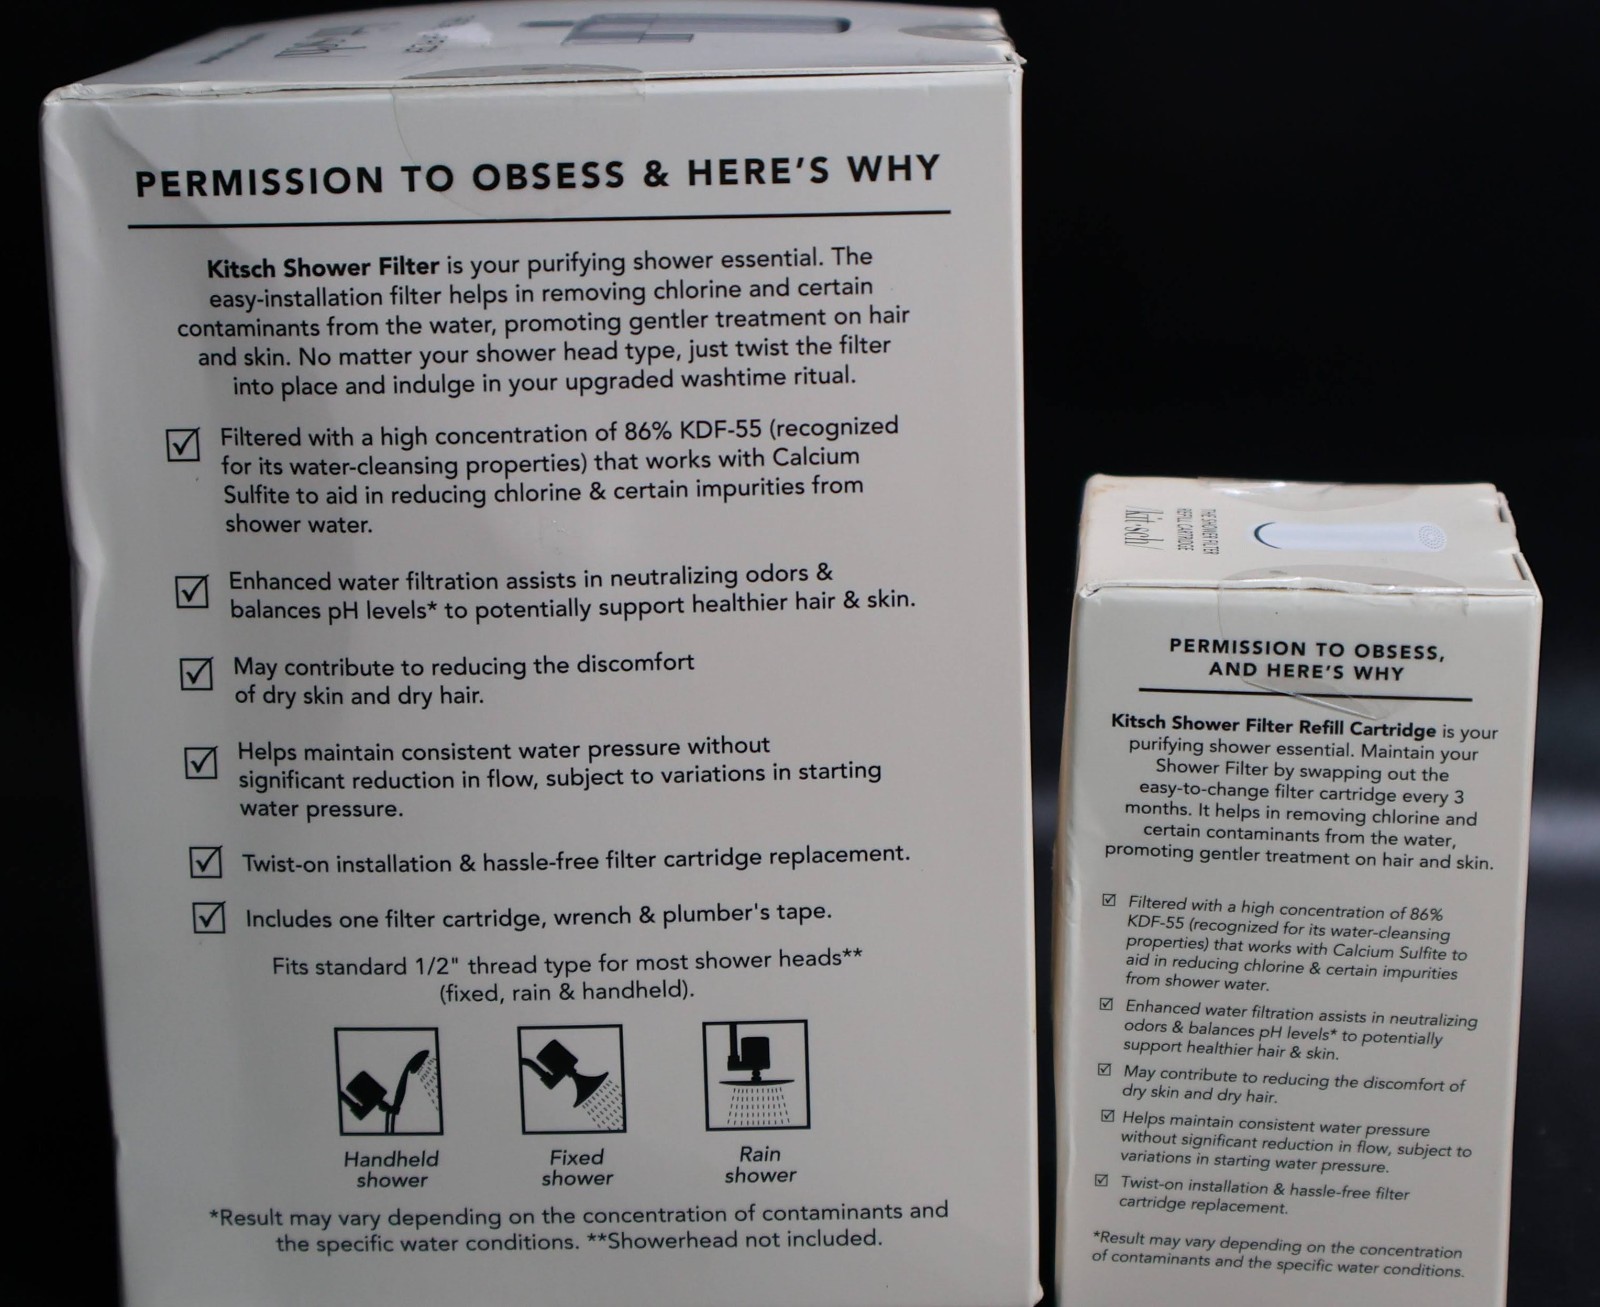 PERMISSION TO OBSESS & HERE'S WHY
Kitsch Shower Filter is your purifying shower essential. The
easy-installation filter helps in removing chlorine and certain
contaminants from the water, promoting gentler treatment on hair
and skin. No matter your shower head type, just twist the filter
into place and indulge in your upgraded washtime ritual.
Filtered with a high concentration of 86% KDF-55 (recognized
for its water-cleansing properties) that works with Calcium
Sulfite to aid in reducing chlorine & certain impurities from
shower water.
Enhanced water filtration assists in neutralizing odors &
balances pH levels* to potentially support healthier hair & skin.
May contribute to reducing the discomfort
of dry skin and dry hair.
Helps maintain consistent water pressure without
significant reduction in flow, subject to variations in starting
water pressure.
Twist-on installation & hassle-free filter cartridge replacement.
Includes one filter cartridge, wrench & plumber's tape.
Fits standard 1/2" thread type for most shower heads**
(fixed, rain & handheld).
Handheld
shower
Fixed
shower
Rain
shower
*Result may vary depending on the concentration of contaminants and
the specific water conditions. **Showerhead not included.
kit·sch
THE SHOWER FILTER
REFILL CARTRIDGE
PERMISSION TO OBSESS,
AND HERE'S WHY
Kitsch Shower Filter Refill Cartridge is your
purifying shower essential. Maintain your
Shower Filter by swapping out the
easy-to-change filter cartridge every 3
months. It helps in removing chlorine and
certain contaminants from the water,
promoting gentler treatment on hair and skin.
Filtered with a high concentration of 86%
KDF-55 (recognized for its water-cleansing
properties) that works with Calcium Sulfite to
aid in reducing chlorine & certain impurities
from shower water.
Enhanced water filtration assists in neutralizing
odors & balances pH levels* to potentially
support healthier hair & skin.
May contribute to reducing the discomfort of
dry skin and dry hair.
Helps maintain consistent water pressure
without significant reduction in flow, subject to
variations in starting water pressure.
Twist-on installation & hassle-free filter
cartridge replacement.
*Result may vary depending on the concentration
of contaminants and the specific water conditions.